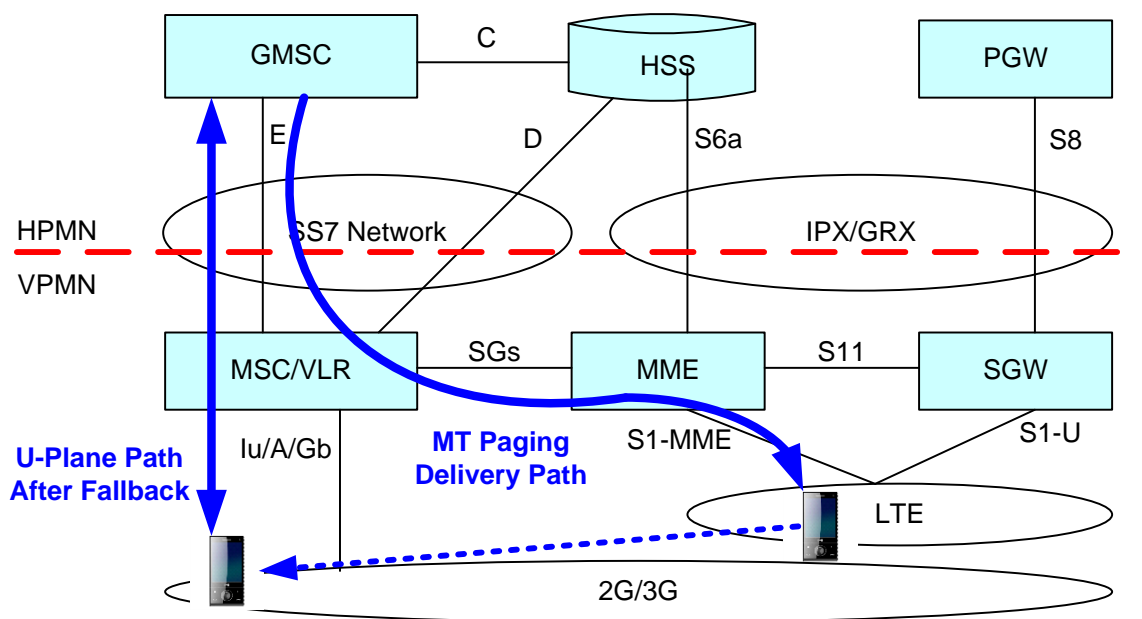 C
GMSC
HSS
PGW
E
D
S6a
S8
HPMN
SS7 Network
IPX/GRX
VPMN
MSC/VLR
SGs
MME
S11
SGW
Iu/A/Gb
MT Paging
Delivery Path
S1-MME
S1-U
U-Plane Path
After Fallback
LTE
2G/3G